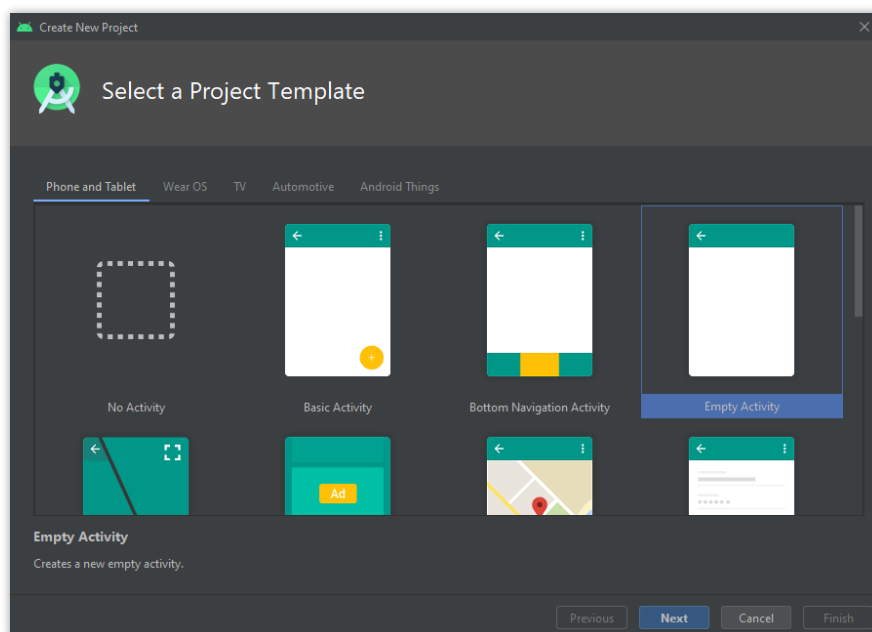 Create New Project
Select a Project Template
Phone and Tablet Wear OS TV Automotive Android Things
No Activity Basic Activity Bottom Navigation Activity Empty Activity
Ad
Empty Activity
Creates a new empty activity.
Previous Next Cancel Finish